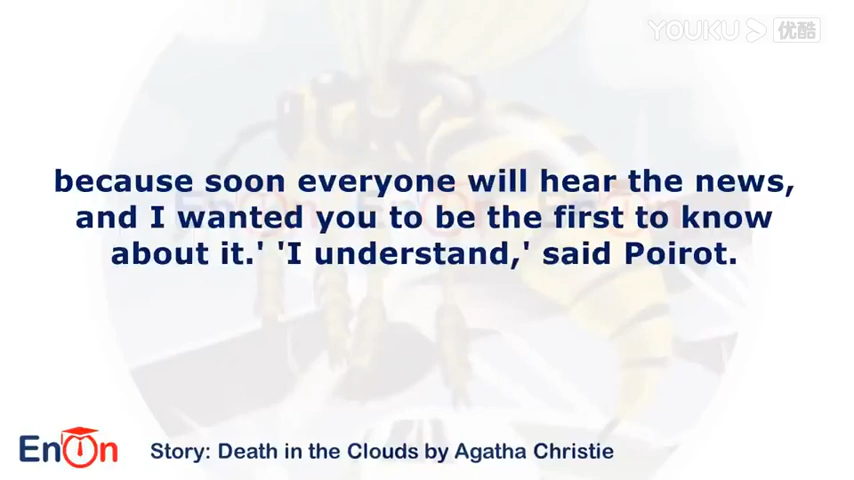 YOUKU 优酷
because soon everyone will hear the news,
and I wanted you to be the first to know
about it.' 'I understand,' said Poirot.
EnOn
Story: Death in the Clouds by Agatha Christie